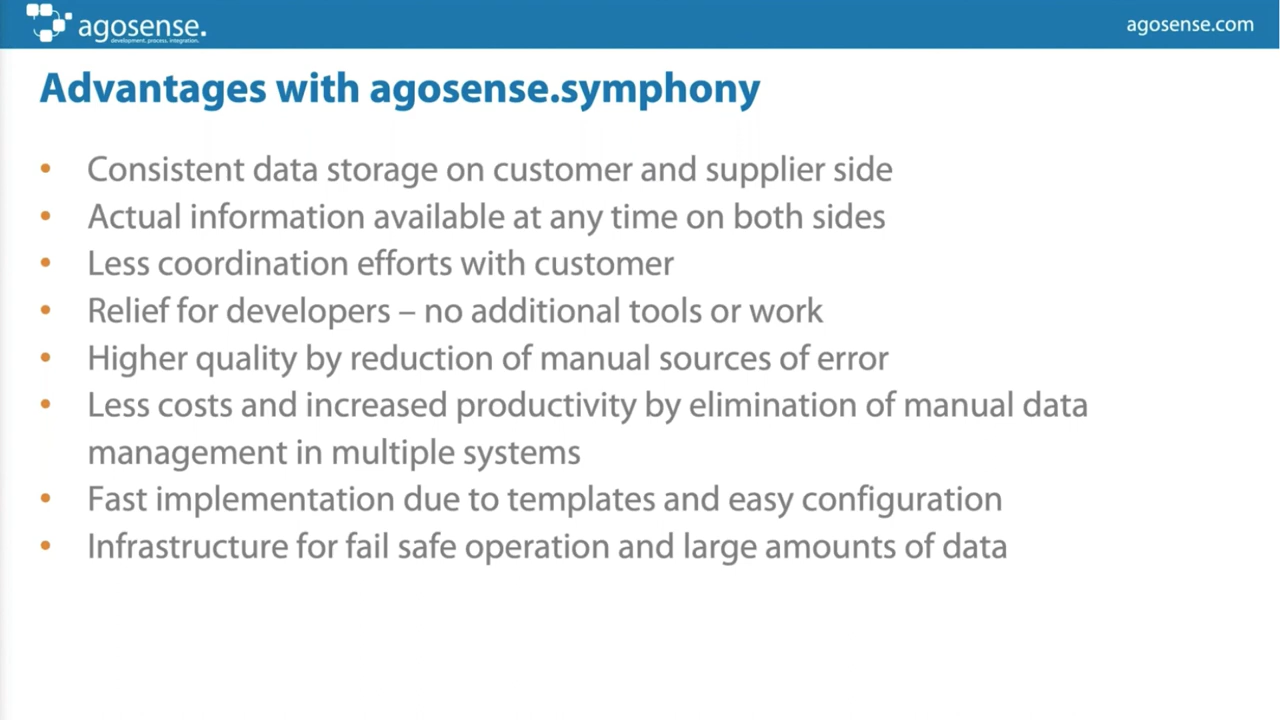 agosense.
development. process. integration.
agosense.com
Advantages with agosense.symphony
• Consistent data storage on customer and supplier side
• Actual information available at any time on both sides
• Less coordination efforts with customer
• Relief for developers – no additional tools or work
• Higher quality by reduction of manual sources of error
• Less costs and increased productivity by elimination of manual data
management in multiple systems
• Fast implementation due to templates and easy configuration
• Infrastructure for fail safe operation and large amounts of data